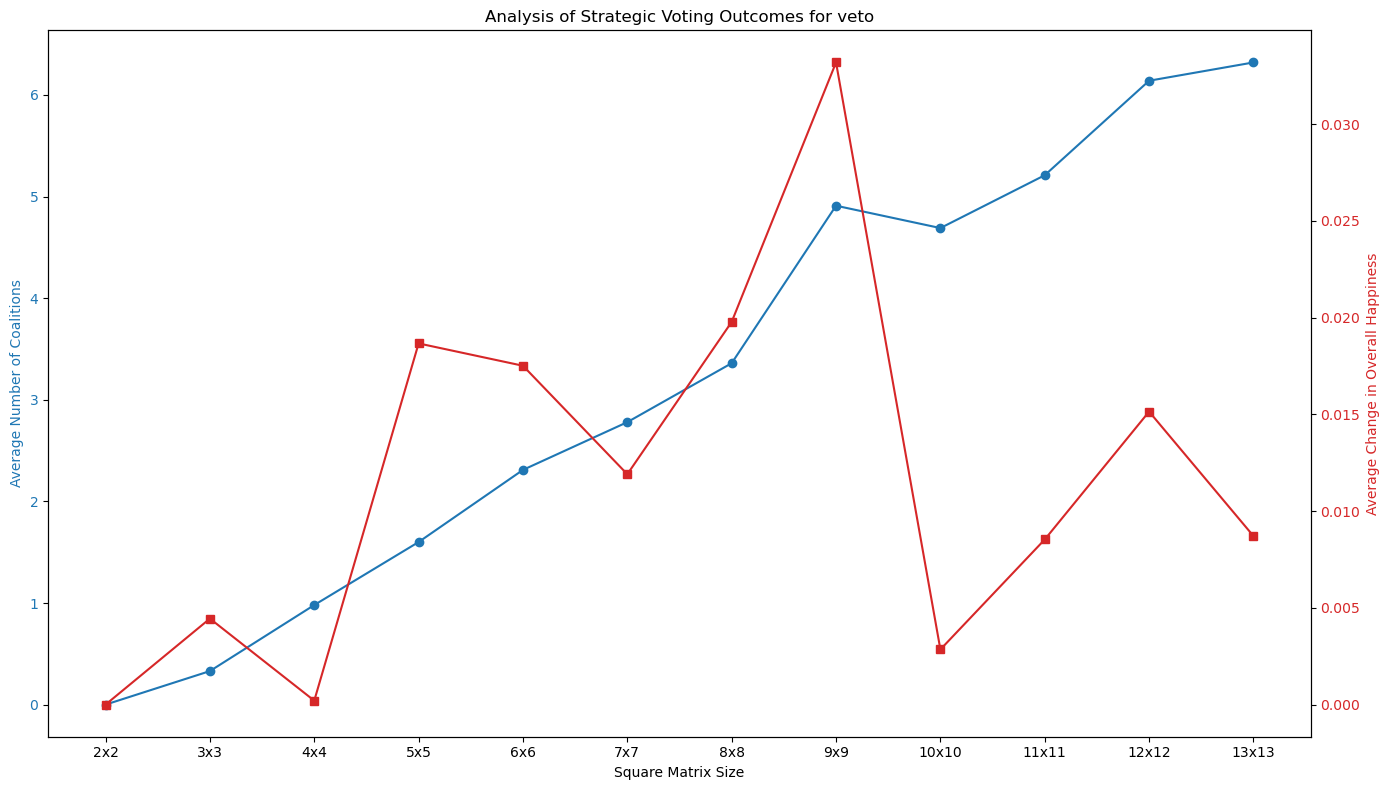 Analysis of Strategic Voting Outcomes for veto
Average Number of Coalitions
6
5
4
3
2
1
0
0.030
0.025
0.020
0.015
0.010
0.005
0.000
Average Change in Overall Happiness
2x2 3x3 4x4 5x5 6x6 7x7 8x8 9x9 10x10 11x11 12x12 13x13
Square Matrix Size